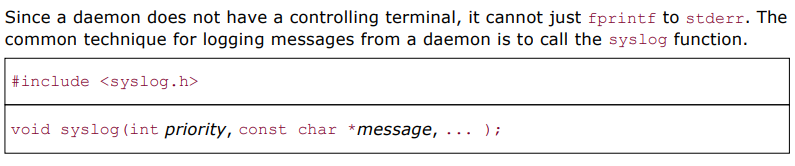 Since a daemon does not have a controlling terminal, it cannot just fprintf to stderr. The
common technique for logging messages from a daemon is to call the syslog function.
#include <syslog.h>
void syslog(int priority, const char *message, ... );